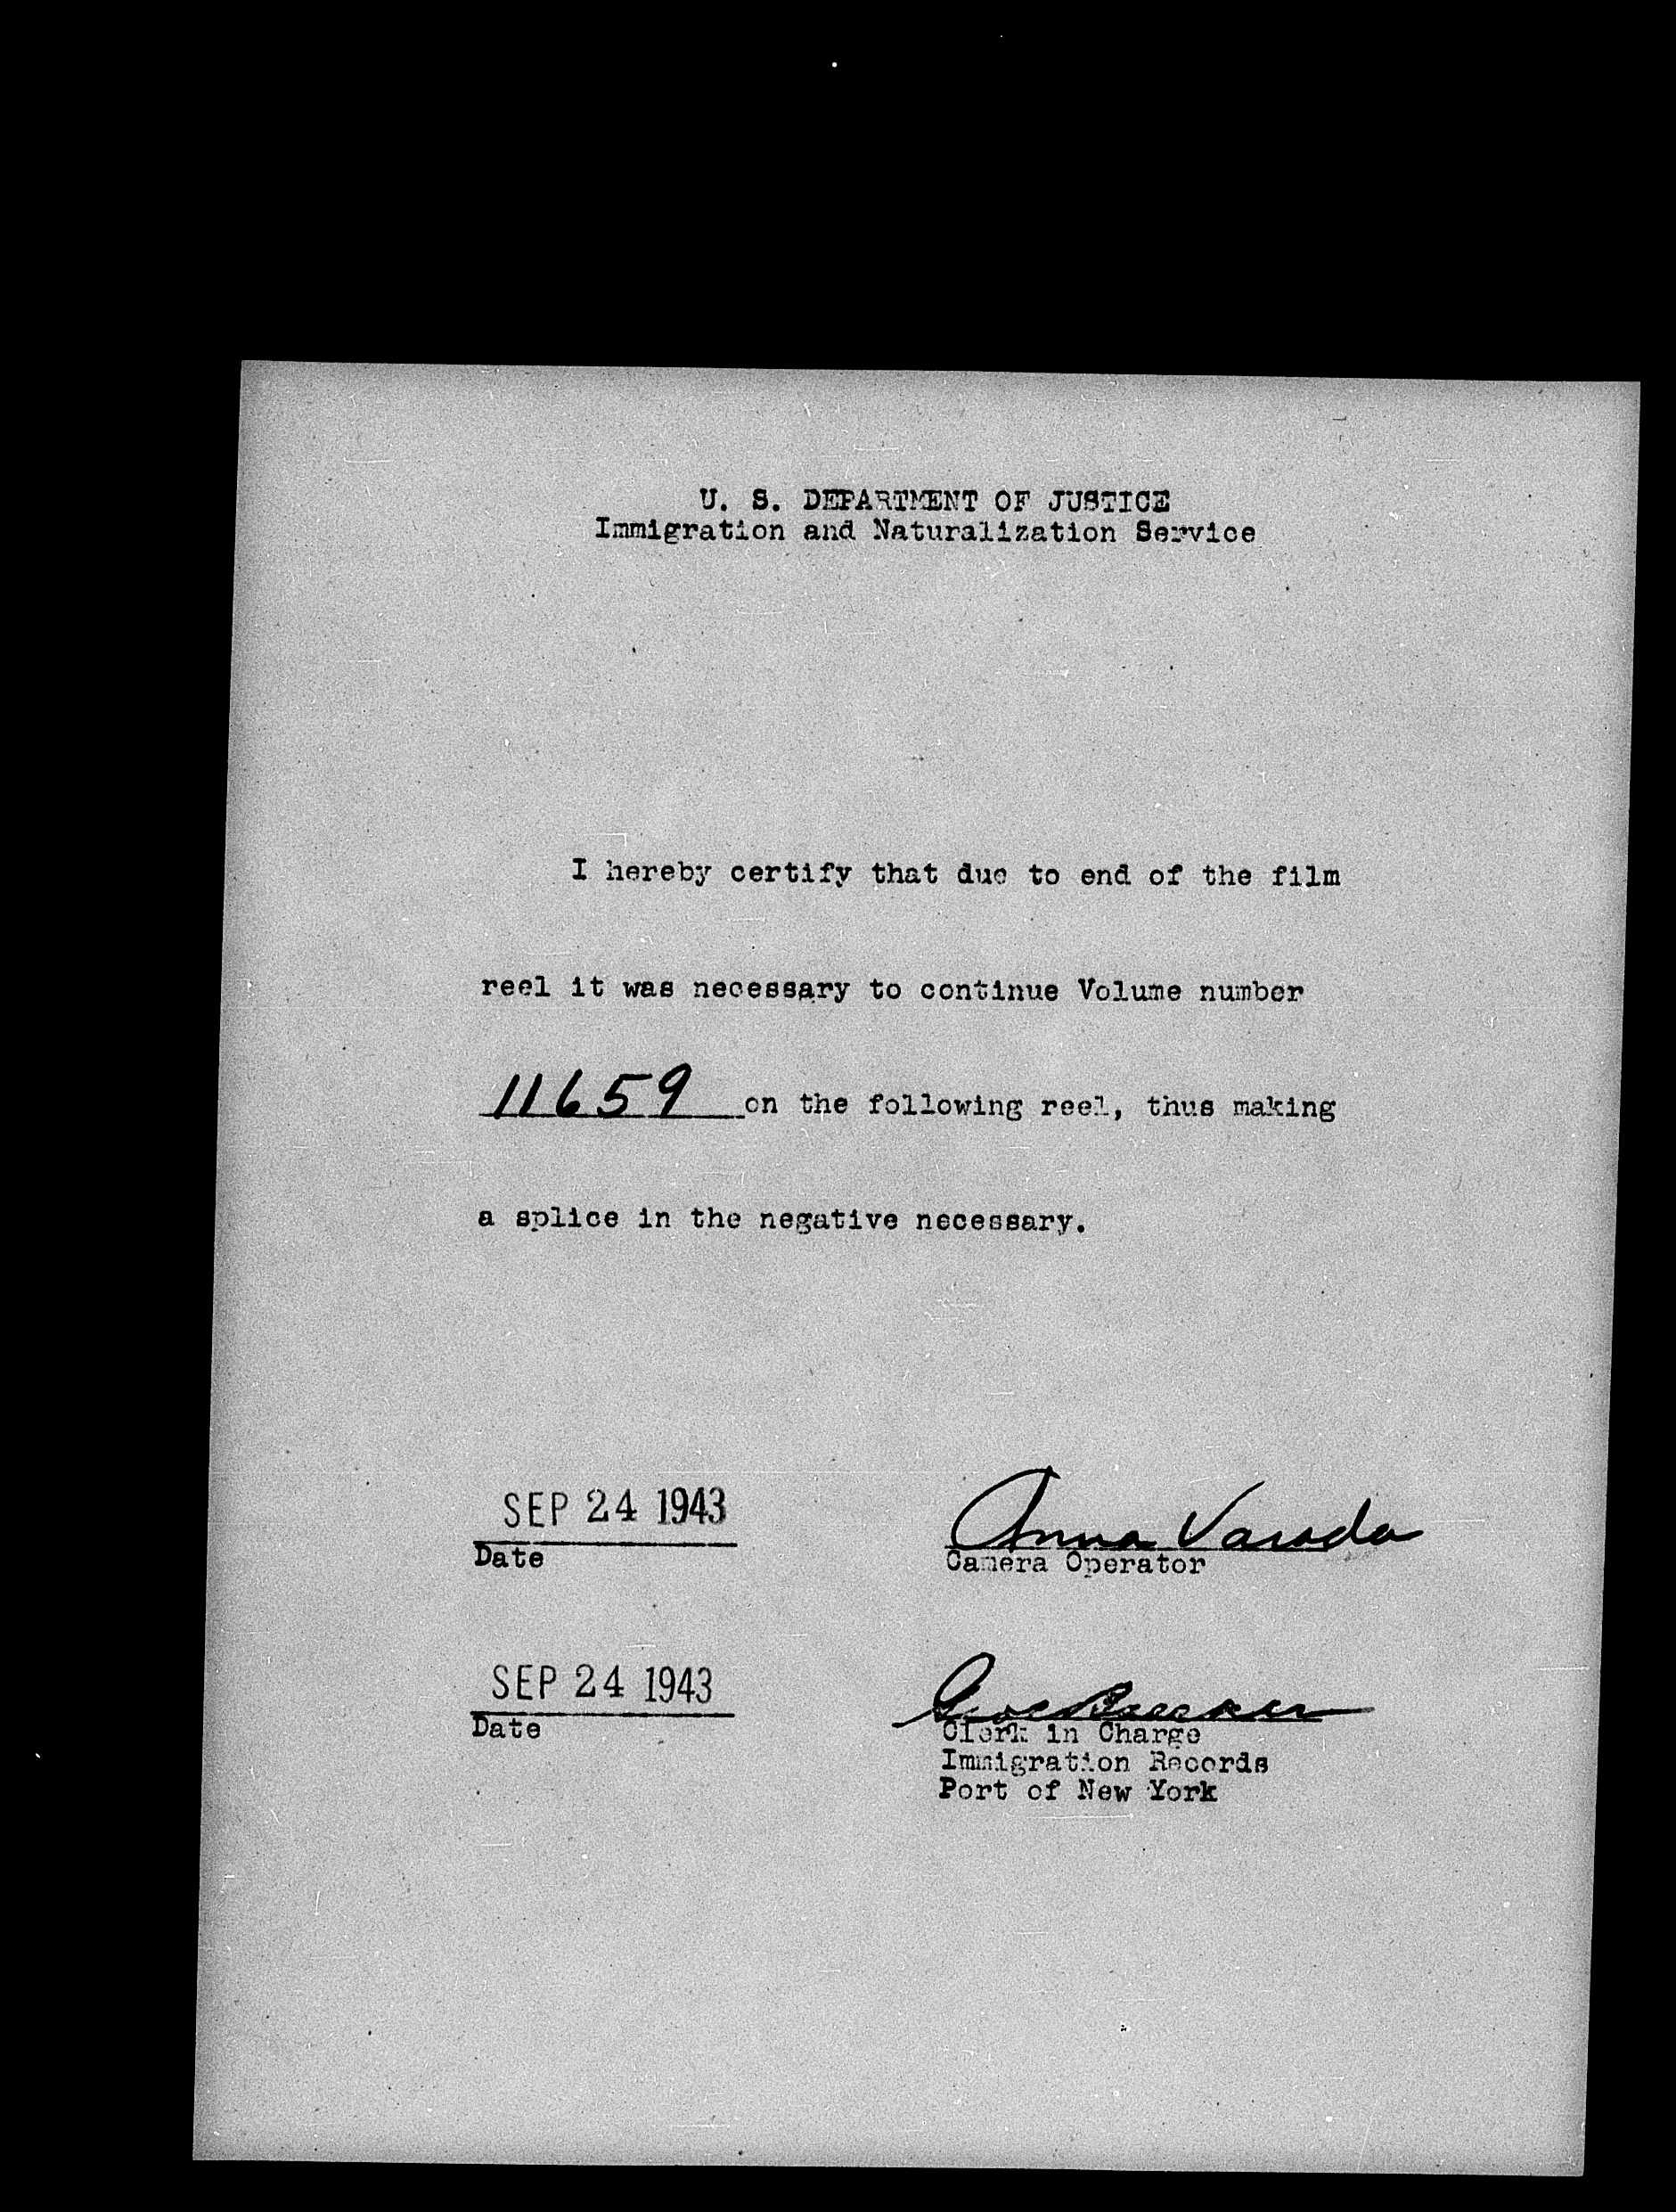 U. S. DEPARTMENT OF JUSTICE
Immigration and Naturalization Service
I hereby certify that due to end of the film
reel it was necessary to continue Volume number
11659 on the following reel, thus making
a splice in the negative necessary.
SEP 24 1943
Date
Anna Varoda
Camera Operator
SEP 24 1943
Date
Clerk in Charge
Immigration Records
Port of New York